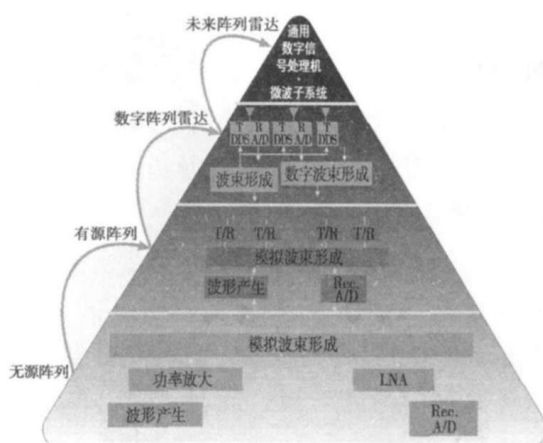 未来阵列雷达
通用
数字信
号处理机
·
微波子系统
数字阵列雷达
T R T R T
DDS A/D DDS A/D DDS
波束形成
数字波束形成
有源阵列
T/R T/R T/R T/R
模拟波束形成
波形产生
Rec.
A/D
无源阵列
模拟波束形成
功率放大
LNA
波形产生
Rec.
A/D